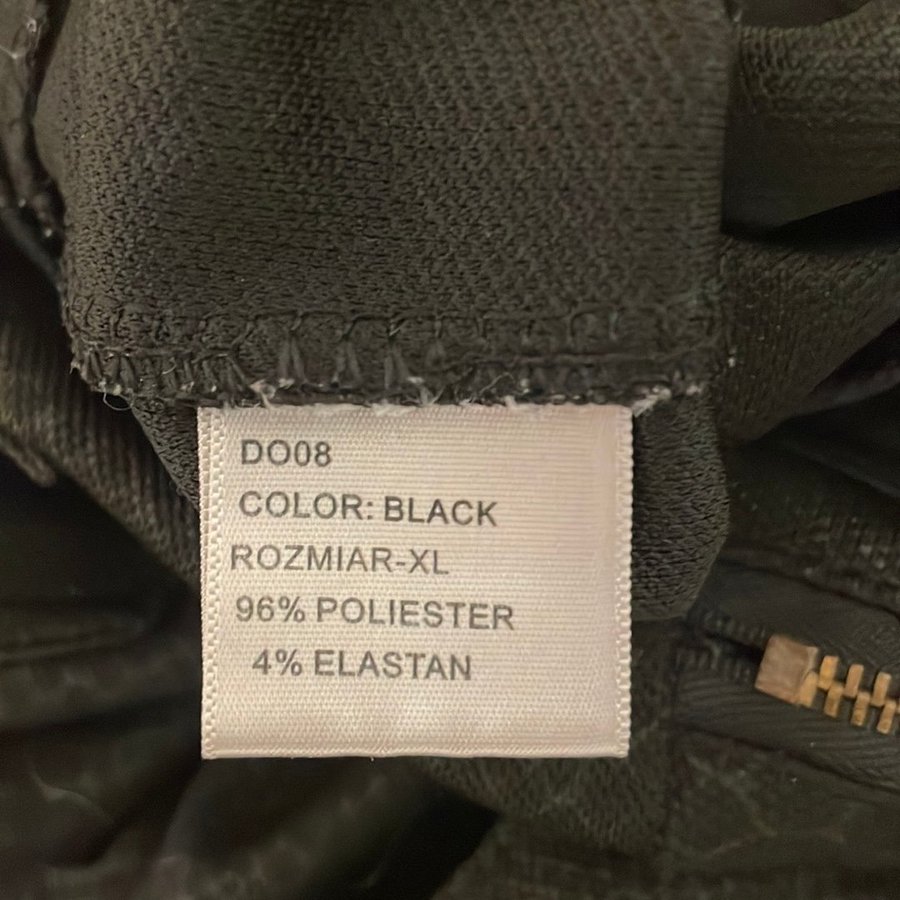 DO08
COLOR: BLACK
ROZMIAR-XL
96% POLIESTER
4% ELASTAN